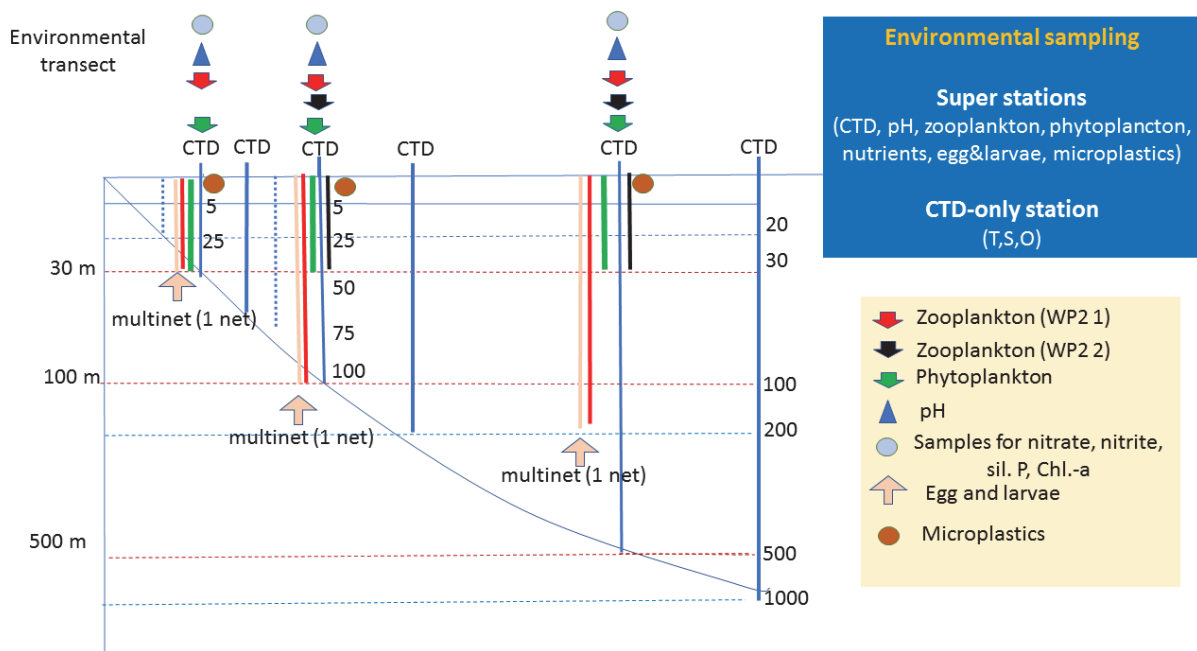 Environmental
transect
CTD
CTD
CTD
CTD
CTD
CTD
5
25
5
25
50
75
100
30 m
100 m
500 m
multinet (1 net)
multinet (1 net)
multinet (1 net)
20
30
100
200
500
1000
Environmental sampling
Super stations
(CTD, pH, zooplankton, phytoplancton,
nutrients, egg&larvae, microplastics)
CTD-only station
(T,S,O)
Zooplankton (WP2 1)
Zooplankton (WP2 2)
Phytoplankton
pH
Samples for nitrate, nitrite,
sil. P, Chl.-a
Egg and larvae
Microplastics